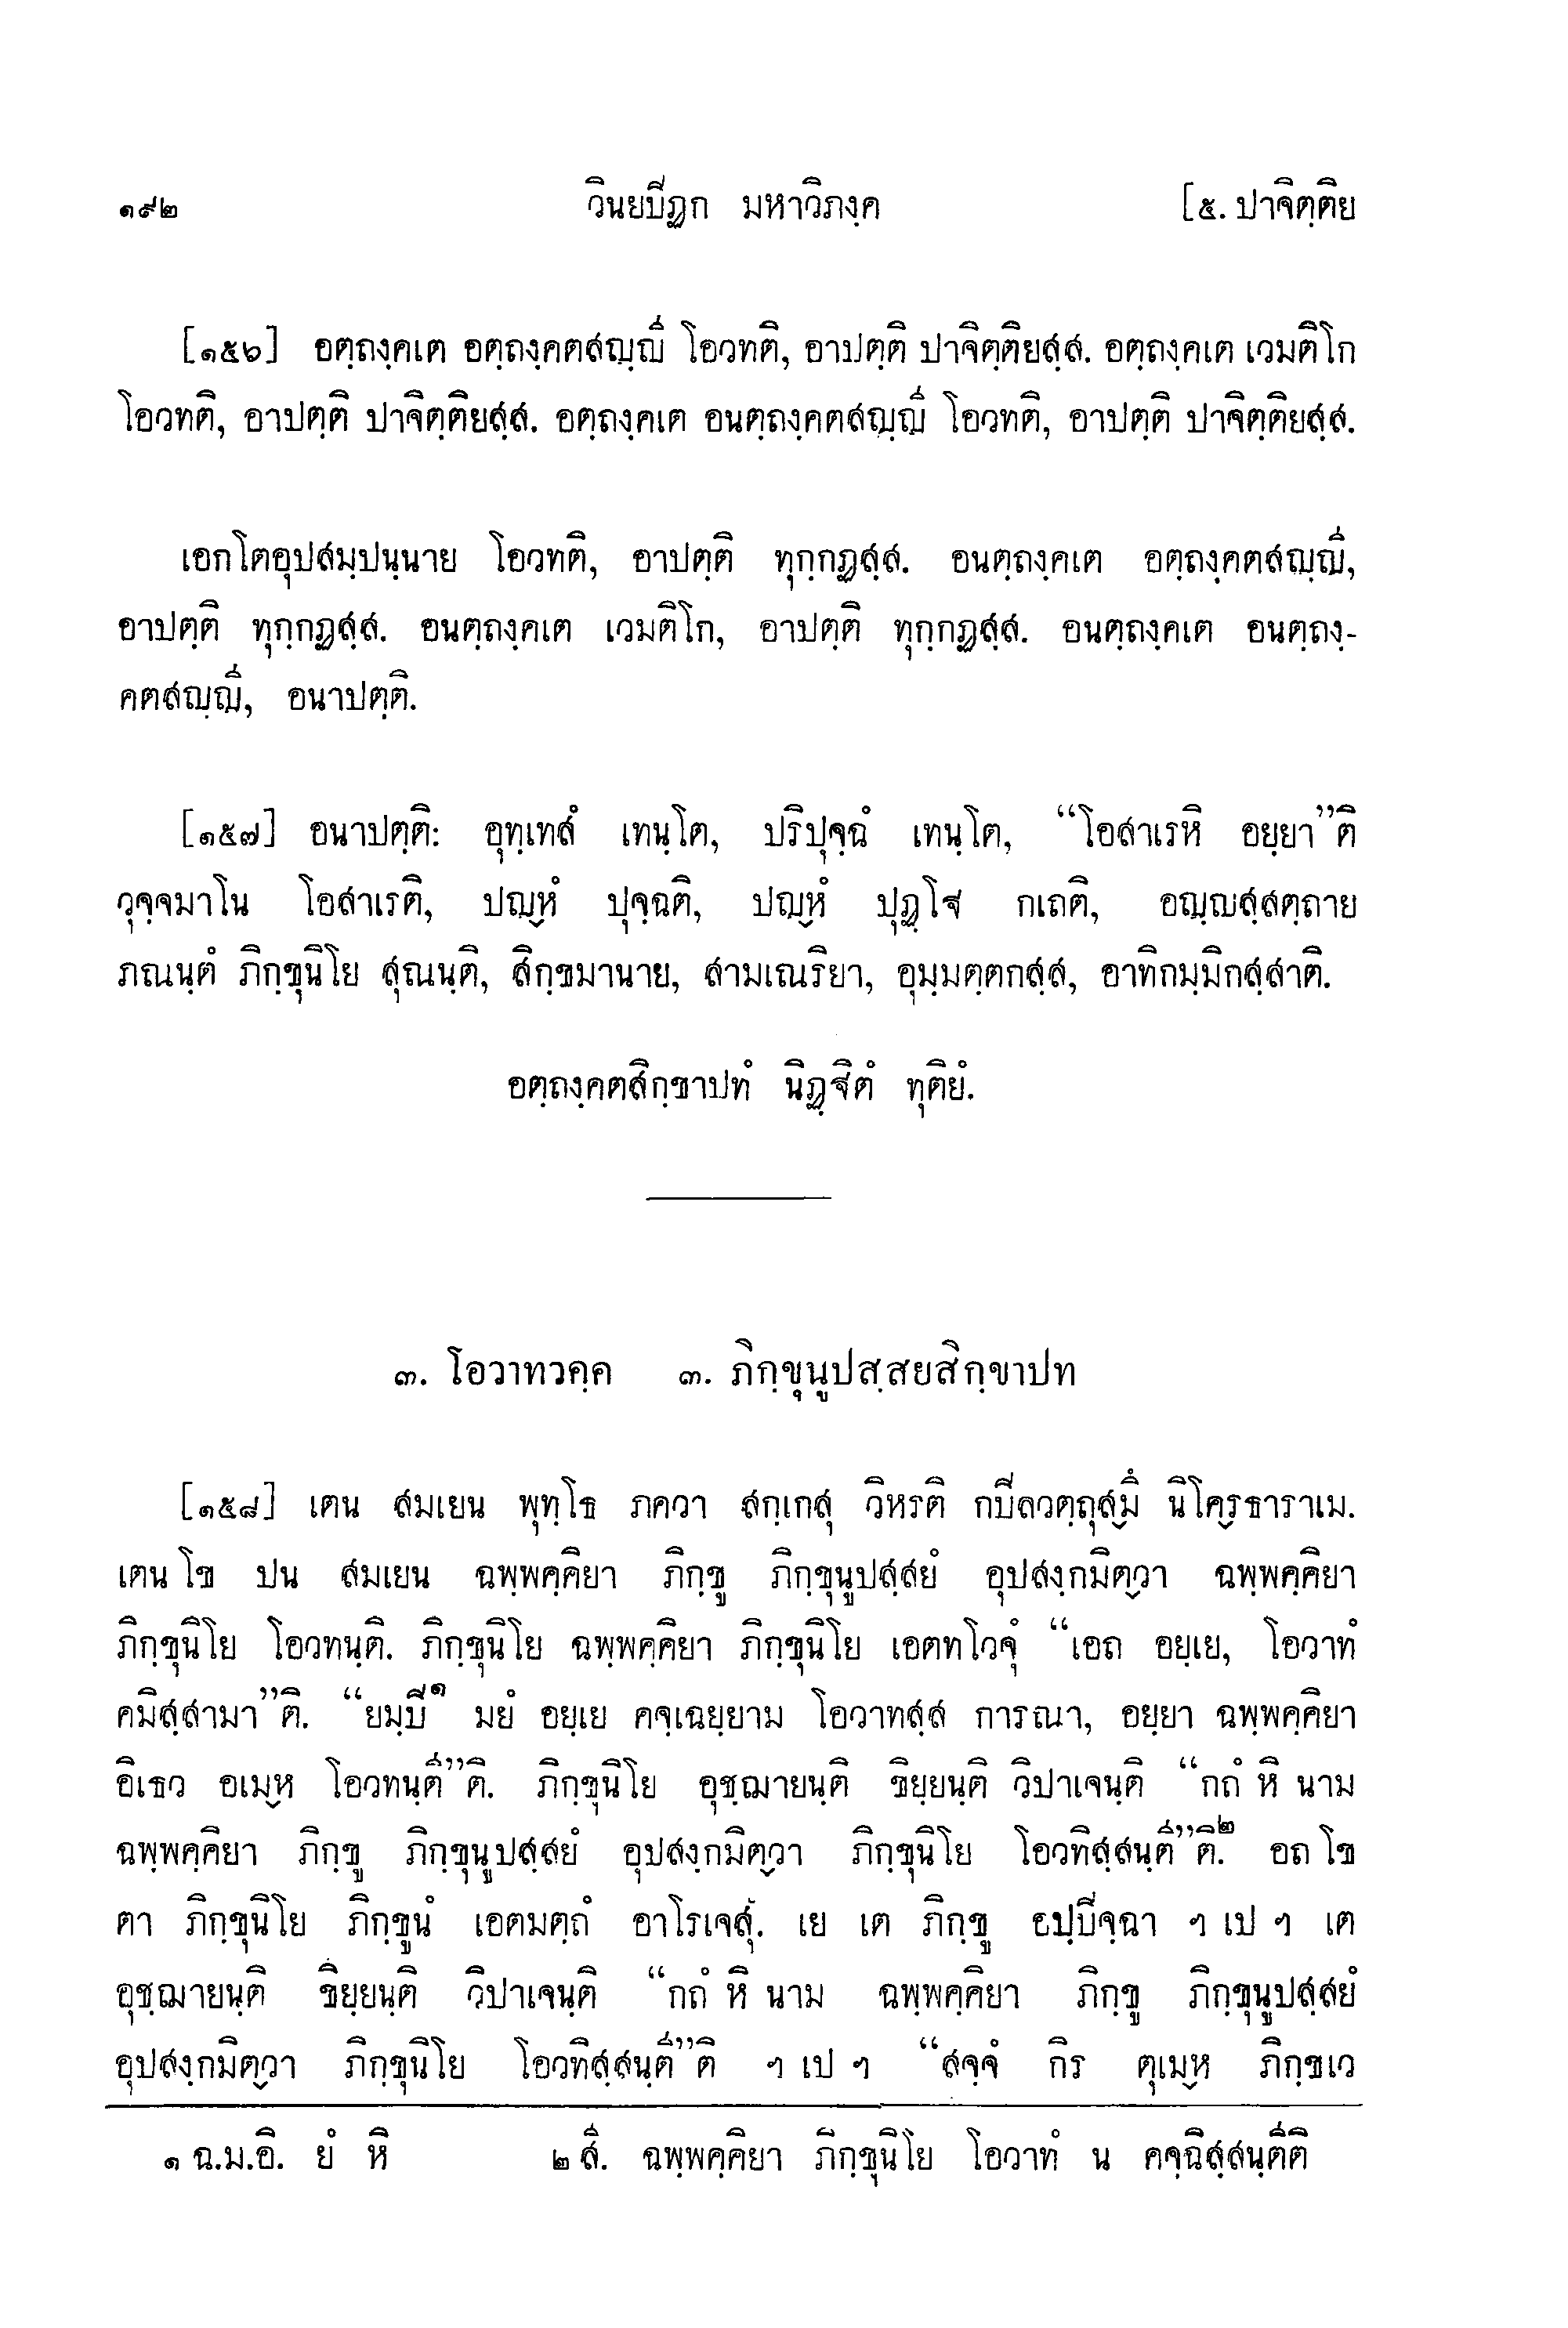 ๑๙๒ วินยปิฏก มหาวิภงฺค [๕. ปาจิตฺติย
[๑๕๖] อตฺถงฺคเต อตฺถงฺคตสญฺญี โอวทติ, อาปตฺติ ปาจิตฺติยสฺส. อตฺถงฺคเต เวมติโก
โอวทติ, อาปตฺติ ปาจิตฺติยสฺส. อตฺถงฺคเต อนตฺถงฺคตสญฺญี โอวทติ, อาปตฺติ ปาจิตฺติยสฺส.
เอกโตอุปสมฺปนฺนาย โอวทติ, อาปตฺติ ทุกฺกฏสฺส. อนตฺถงฺคเต อตฺถงฺคตสญฺญี,
อาปตฺติ ทุกฺกฏสฺส. อนตฺถงฺคเต เวมติโก, อาปตฺติ ทุกฺกฏสฺส. อนตฺถงฺคเต อนตฺถงฺ-
คตสญฺญี, อนาปตฺติ.
[๑๕๗] อนาปตฺติ: อุทฺเทสํ เทนฺโต, ปริปุจฺฉํ เทนฺโต, “โอสาเรหิ อยฺยา”ติ
วุจฺจมาโน โอสาเรติ, ปญฺหํ ปุจฺฉติ, ปญฺหํ ปุฏฺโฐ กเถติ, อญฺญสฺสตฺถาย
ภณนฺตํ ภิกฺขุนิโย สุณนฺติ, สิกฺขมานาย, สามเณริยา, อุมฺมตฺตกสฺส, อาทิกมฺมิกสฺสาติ.
อตฺถงฺคตสิกฺขาปทํ นิฏฺฐิตํ ทุติยํ.
๓. โอวาทวคฺค ๓. ภิกฺขุนูปสฺสยสิกฺขาปท
[๑๕๘] เตน สมเยน พุทฺโธ ภควา สกฺเกสุ วิหรติ กปิลวตฺถุสฺมึ นิโคฺรธาราเม.
เตน โข ปน สมเยน ฉพฺพคฺคิยา ภิกฺขู ภิกฺขุนูปสฺสยํ อุปสงฺกมิตฺวา ฉพฺพคฺคิยา
ภิกฺขุนิโย โอวทนฺติ. ภิกฺขุนิโย ฉพฺพคฺคิยา ภิกฺขุนิโย เอตทโวจุํ “เอถ อยฺเย, โอวาทํ
คมิสฺสามา”ติ. “ยมฺปิ๑ มยํ อยฺเย คจฺเฉยฺยาม โอวาทสฺส การณา, อยฺยา ฉพฺพคฺคิยา
อิเธว อเมฺห โอวทนฺตี”ติ. ภิกฺขุนิโย อุชฺฌายนฺติ ขิยฺยนฺติ วิปาเจนฺติ “กถํ หิ นาม
ฉพฺพคฺคิยา ภิกฺขู ภิกฺขุนูปสฺสยํ อุปสงฺกมิตฺวา ภิกฺขุนิโย โอวทิสฺสนฺตี”ติ.๒ อถ โข
ตา ภิกฺขุนิโย ภิกฺขูนํ เอตมตฺถํ อาโรเจสุํ. เย เต ภิกฺขู อปฺปิจฺฉา ฯ เป ฯ เต
อุชฺฌายนฺติ ขิยฺยนฺติ วิปาเจนฺติ “กถํ หิ นาม ฉพฺพคฺคิยา ภิกฺขู ภิกฺขุนูปสฺสยํ
อุปสงฺกมิตฺวา ภิกฺขุนิโย โอวทิสฺสนฺตี”ติ ฯ เป ฯ “สจฺจํ กิร ตุเมฺห ภิกฺขเว
๑ ฉ.ม.อิ. ยํ หิ ๒ สี. ฉพฺพคฺคิยา ภิกฺขุนิโย โอวาทํ น คจฺฉิสฺสนฺตีติ